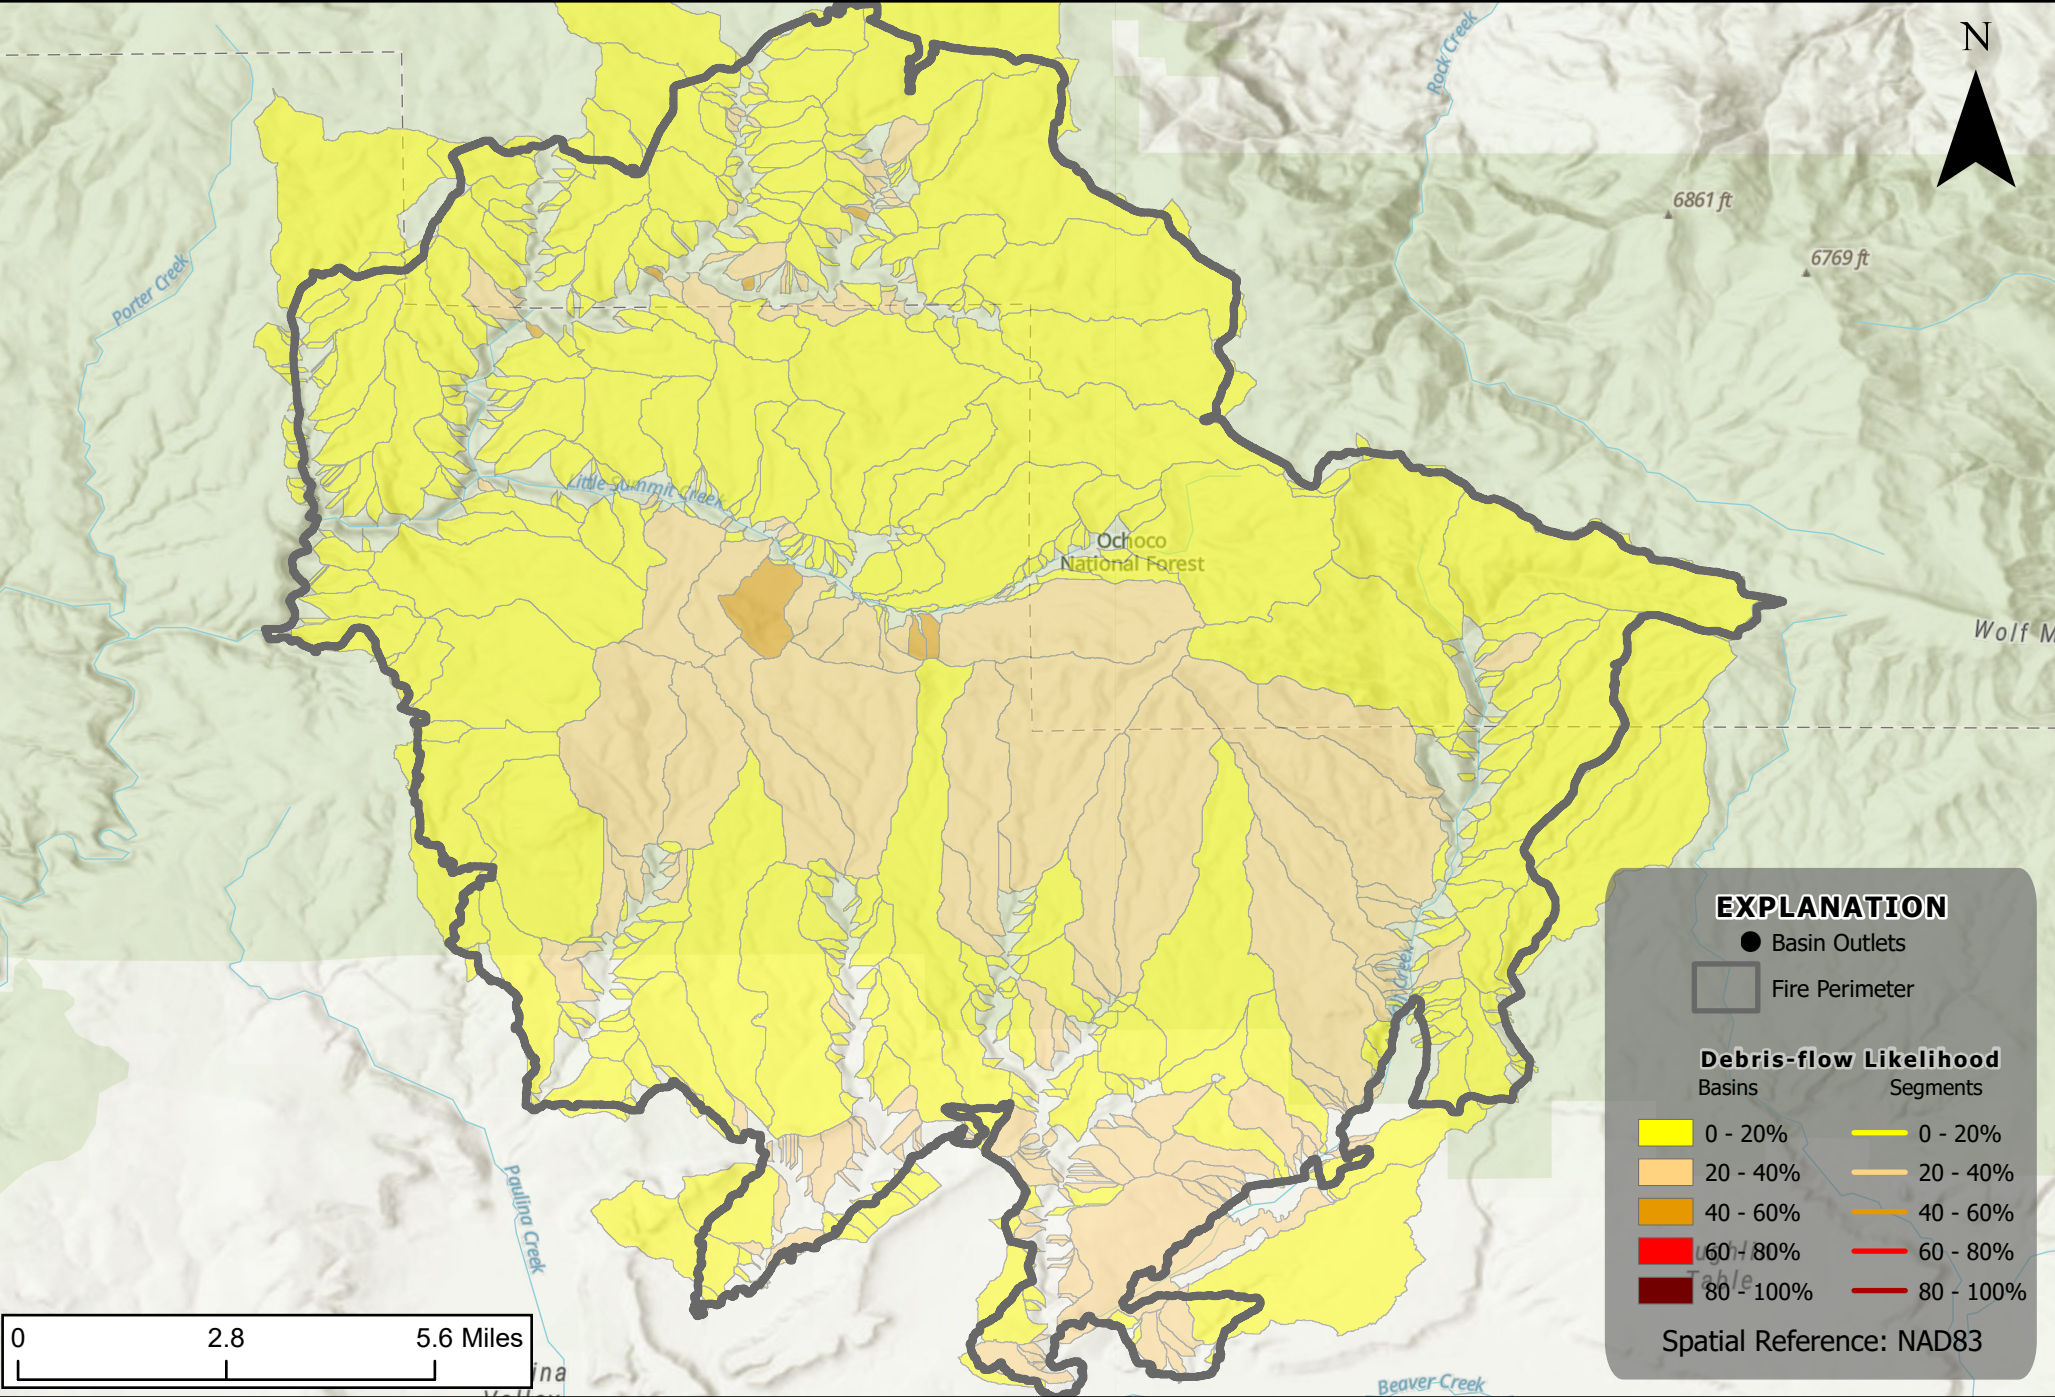 N
Rock Creek
6861 ft
6769 ft
Porter Creek
Little Summit Creek
Ochoco
National Forest
Wolf M
Creek
Paulina Creek
EXPLANATION
Basin Outlets
Fire Perimeter
Debris-flow Likelihood
Basins Segments
0 - 20% 0 - 20%
20 - 40% 20 - 40%
40 - 60% 40 - 60%
60 - 80% 60 - 80%
80 - 100% 80 - 100%
Table
Spatial Reference: NAD83
0 2.8 5.6 Miles
ina
Beaver Creek